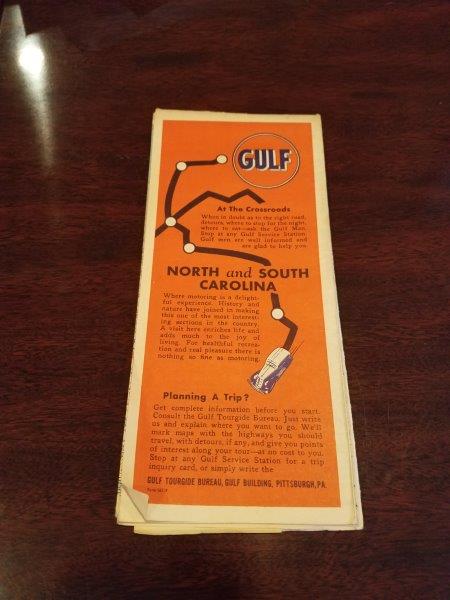 GULF
At The Crossroads
When in doubt as to the right road,
detours, where to stop for the night,
where to eat—ask the Gulf Man.
Stop at any Gulf Service Station.
Gulf men are well informed and
are glad to help you.
NORTH and SOUTH
CAROLINA
Where motoring is a delight-
ful experience. History and
nature have joined in making
this one of the most interest-
ing sections in the country.
A visit here enriches life and
adds much to the joy of
living. For healthful recrea-
tion and real pleasure there is
nothing so fine as motoring.
Planning A Trip?
Get complete information before you start.
Consult the Gulf Tourgide Bureau. Just write
us and explain where you want to go. We'll
mark maps with the highways you should
travel, with detours, if any, and give you points
of interest along your tour—at no cost to you.
Stop at any Gulf Service Station for a trip
inquiry card, or simply write the
GULF TOURGIDE BUREAU, GULF BUILDING, PITTSBURGH, PA.